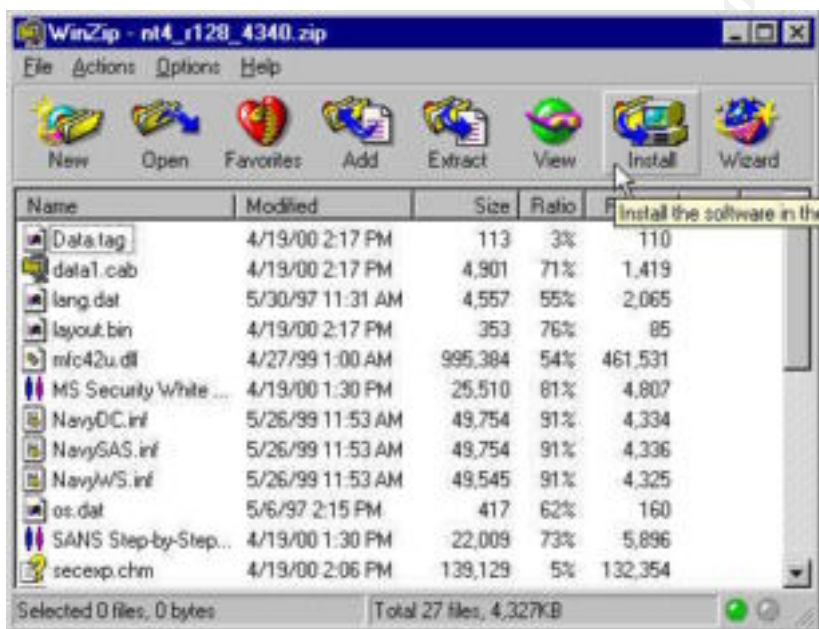 WinZip - nt4_r128_4340.zip
File Actions Options Help
New Open Favorites Add Extract View Install Wizard
Name Modified Size Ratio
Install the software in the
Data.tag 4/19/00 2:17 PM 113 3% 110
data1.cab 4/19/00 2:17 PM 4,901 71% 1,419
lang.dat 5/30/97 11:31 AM 4,557 55% 2,065
layout.bin 4/19/00 2:17 PM 353 76% 85
mfc42u.dll 4/27/99 1:00 AM 995,384 54% 461,531
MS Security White ... 4/19/00 1:30 PM 25,510 81% 4,807
NavyDC.inf 5/26/99 11:53 AM 49,754 91% 4,334
NavySAS.inf 5/26/99 11:53 AM 49,754 91% 4,336
NavyWS.inf 5/26/99 11:53 AM 49,545 91% 4,325
os.dat 5/6/97 2:15 PM 417 62% 160
SANS Step-by-Step... 4/19/00 1:30 PM 22,009 73% 5,896
secexp.chm 4/19/00 2:06 PM 139,129 5% 132,354
Selected 0 files, 0 bytes Total 27 files, 4,327KB